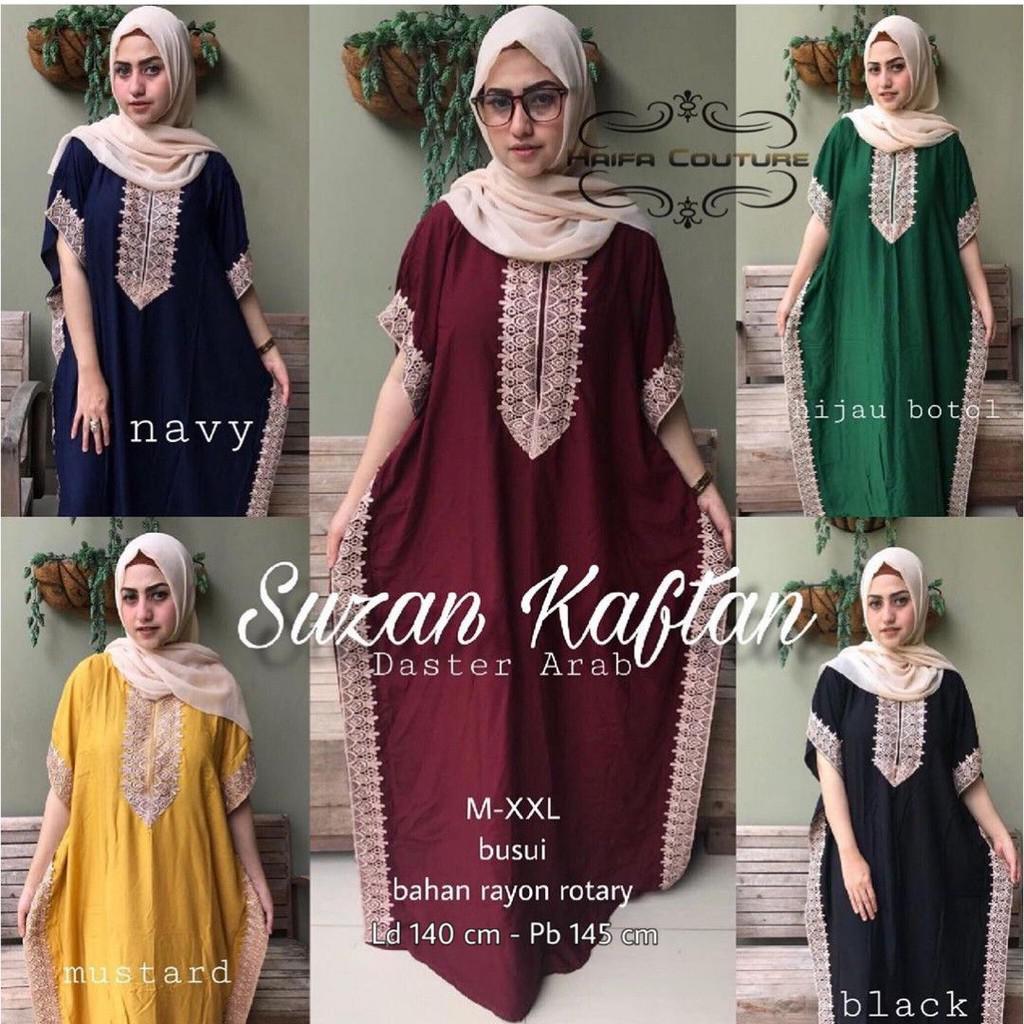 HAIFA COUTURE
navy
hijau botol
Suzan Kaftan
Daster Arab
M-XXL
busui
bahan rayon rotary
Ld 140 cm - Pb 145 cm
mustard
black